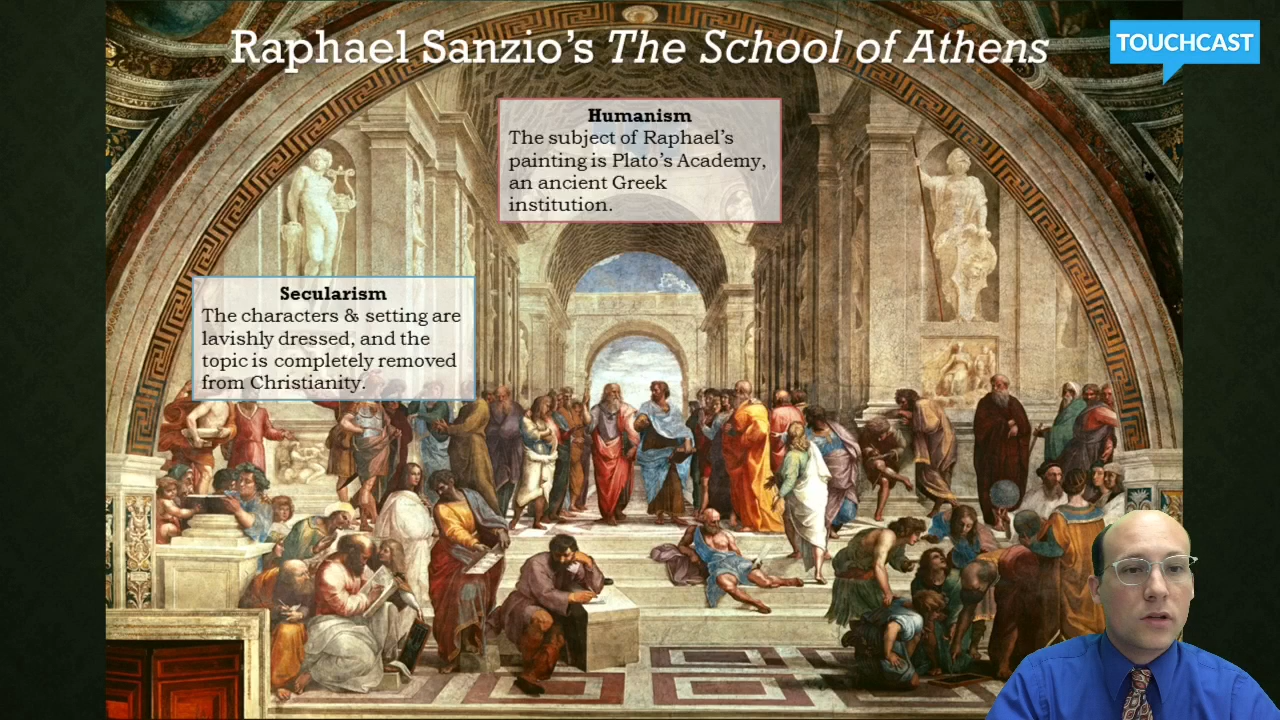 Raphael Sanzio's The School of Athens
TOUCHCAST
Humanism
The subject of Raphael's
painting is Plato's Academy,
an ancient Greek
institution.
Secularism
The characters & setting are
lavishly dressed, and the
topic is completely removed
from Christianity.